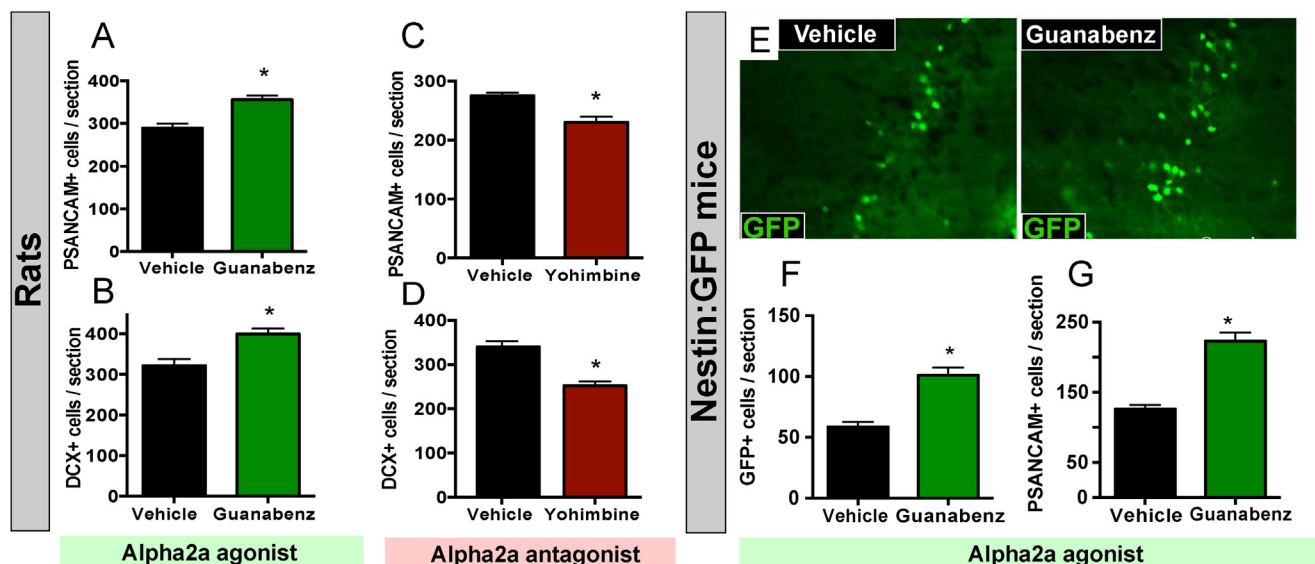 Rats
A
PSANCAM+ cells / section
400
300
200
100
0
Vehicle Guanabenz
*
B
DCX+ cells / section
400
300
200
100
0
Vehicle Guanabenz
*
Alpha2a agonist
C
PSANCAM+ cells / section
300
200
100
0
Vehicle Yohimbine
*
D
DCX+ cells / section
400
300
200
100
0
Vehicle Yohimbine
*
Alpha2a antagonist
Nestin:GFP mice
E
Vehicle
GFP
Guanabenz
GFP
F
GFP+ cells / section
150
100
50
0
Vehicle Guanabenz
*
G
PSANCAM+ cells / section
250
150
50
0
Vehicle Guanabenz
*
Alpha2a agonist